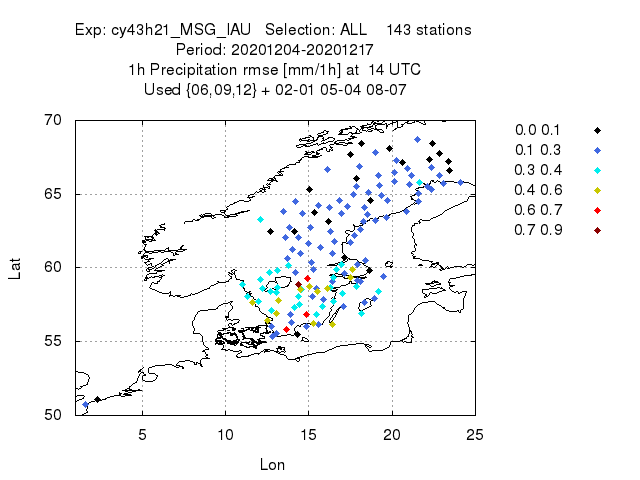 Exp: cy43h21_MSG_IAU   Selection: ALL    143 stations
Period: 20201204-20201217
1h Precipitation rmse [mm/1h] at  14 UTC
Used {06,09,12} + 02-01 05-04 08-07
70
65
60
55
50
Lat
5 10 15 20 25
Lon
0.0 0.1
0.1 0.3
0.3 0.4
0.4 0.6
0.6 0.7
0.7 0.9